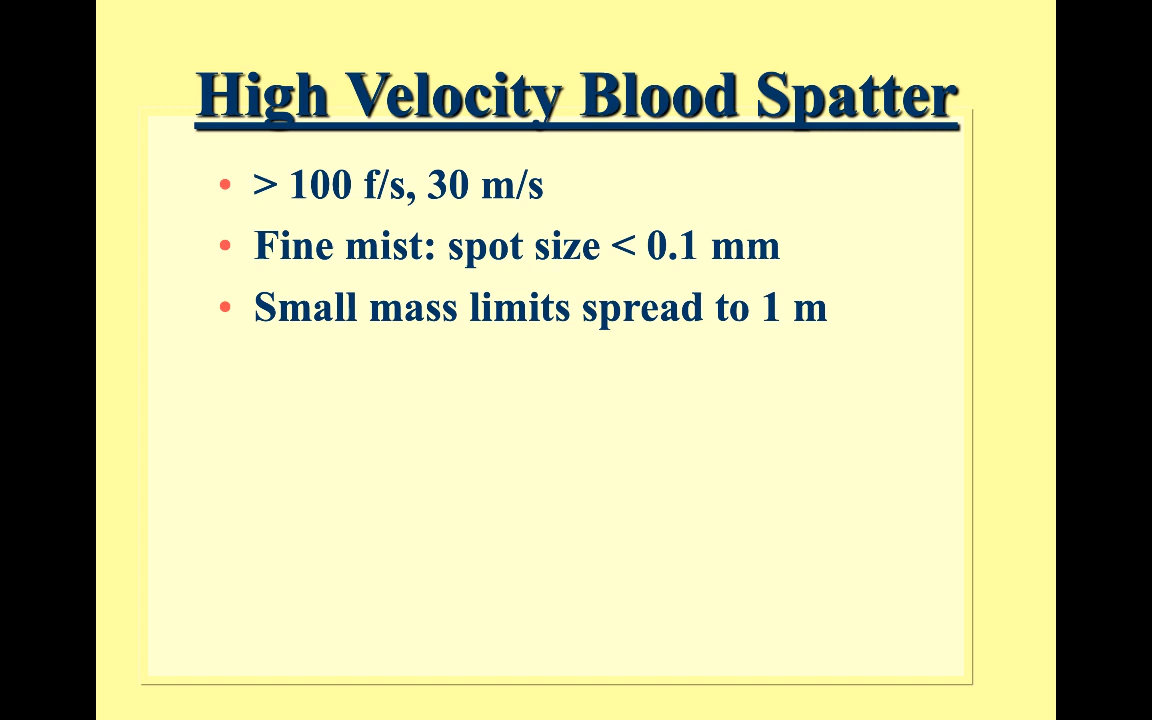 High Velocity Blood Spatter
• > 100 f/s, 30 m/s
• Fine mist: spot size < 0.1 mm
• Small mass limits spread to 1 m